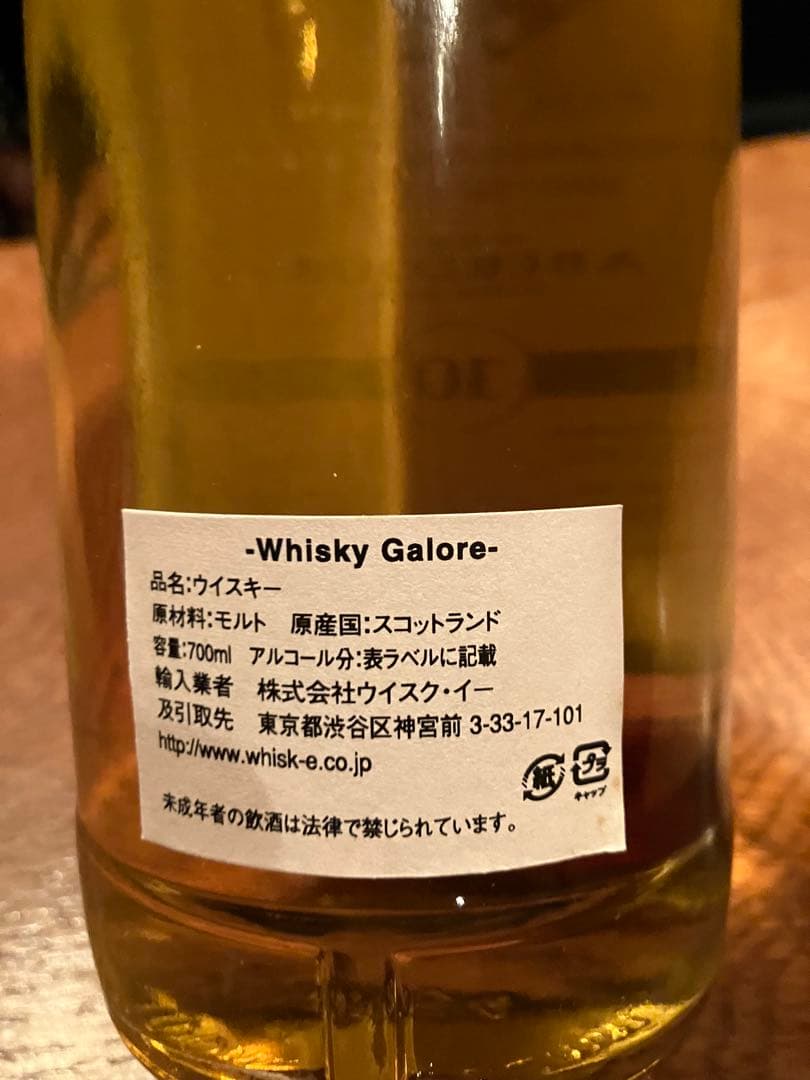 -Whisky Galore-
品名:ウイスキー
原材料:モルト 原産国:スコットランド
容量:700ml アルコール分:表ラベルに記載
輸入業者 株式会社ウイスク・イー
及引取先 東京都渋谷区神宮前 3-33-17-101
http://www.whisk-e.co.jp
紙 プラ
キャップ
未成年者の飲酒は法律で禁じられています。